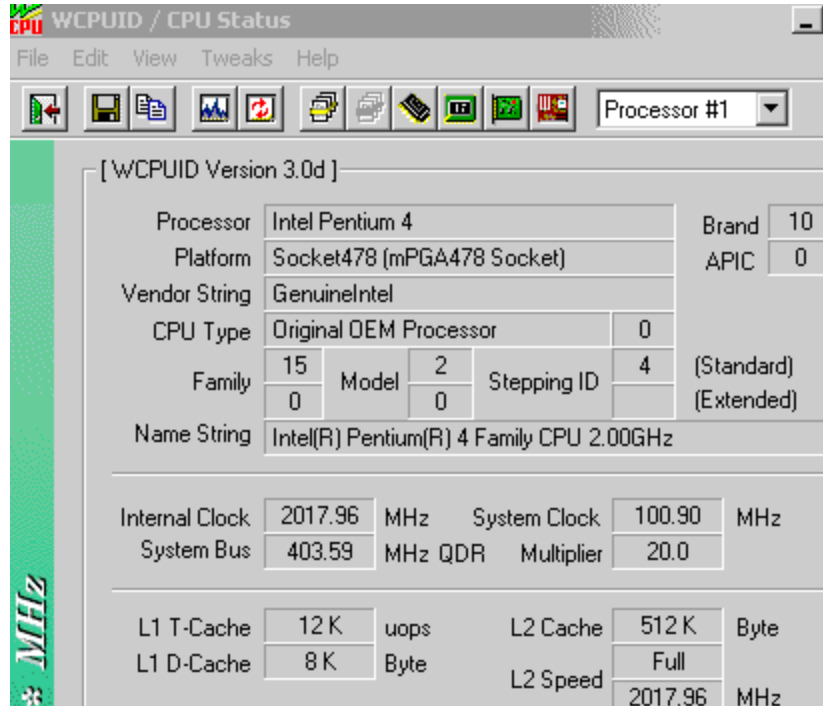 CPU WCPUID / CPU Status
File Edit View Tweaks Help
Processor #1
[ WCPUID Version 3.0d ]
Processor Intel Pentium 4 Brand 10
Platform Socket478 (mPGA478 Socket) APIC 0
Vendor String GenuineIntel
CPU Type Original OEM Processor 0
Family 15 Model 2 Stepping ID 4 (Standard)
0 0 (Extended)
Name String Intel(R) Pentium(R) 4 Family CPU 2.00GHz
Internal Clock 2017.96 MHz System Clock 100.90 MHz
System Bus 403.59 MHz QDR Multiplier 20.0
L1 T-Cache 12 K uops L2 Cache 512 K Byte
L1 D-Cache 8 K Byte L2 Speed Full
2017.96 MHz
* MHz